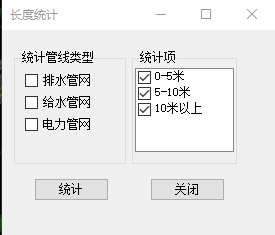 长度统计
统计管线类型
排水管网
给水管网
电力管网
统计项
0-5米
5-10米
10米以上
统计
关闭